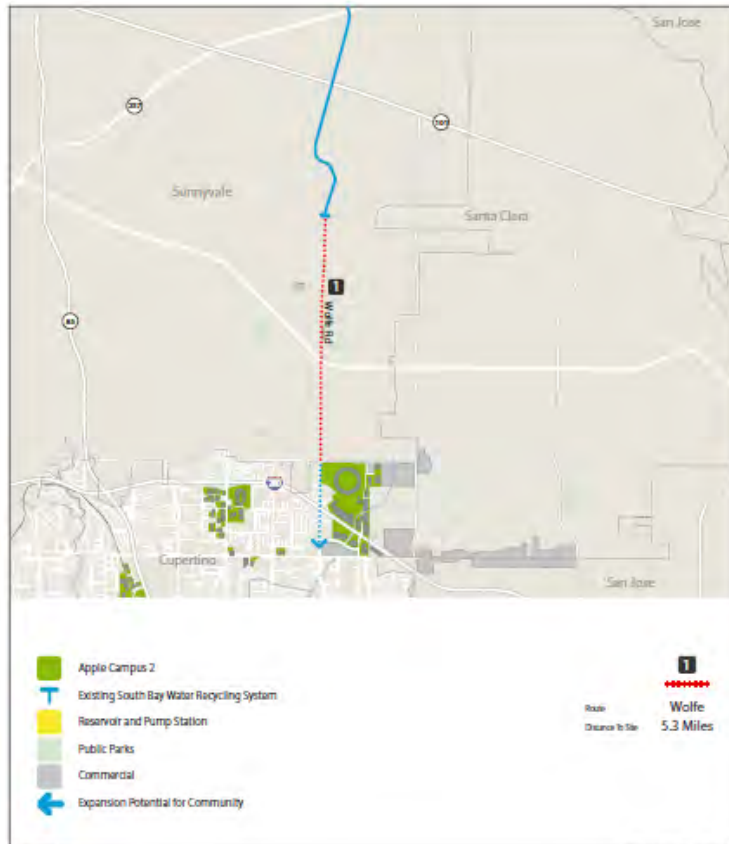 San Jose
237
101
Sunnyvale
Santa Clara
1
Wolfe Rd
85
Cupertino
San Jose
Apple Campus 2
Existing South Bay Water Recycling System
Reservoir and Pump Station
Public Parks
Commercial
Expansion Potential for Community
1
Route Wolfe
Distance To Site 5.3 Miles